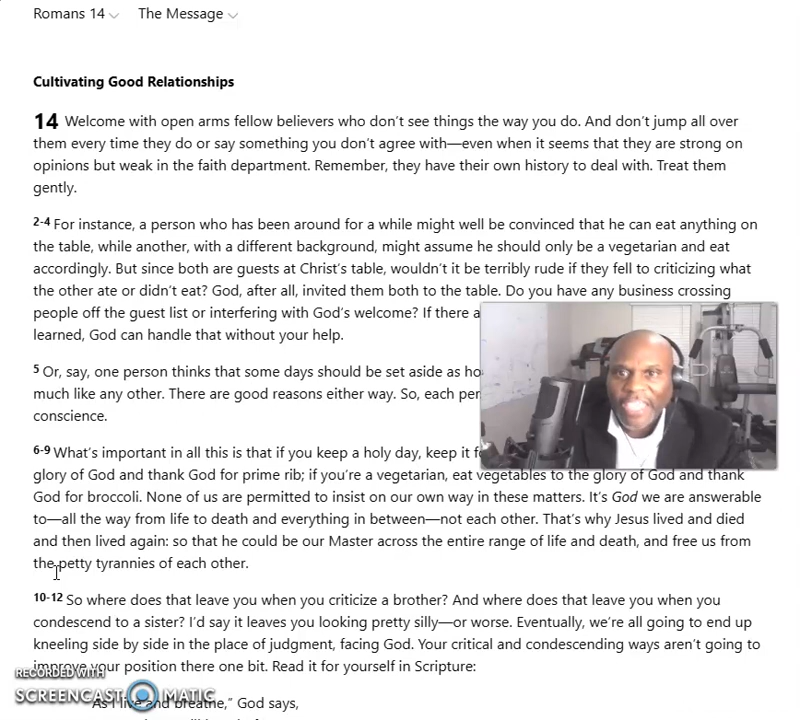 Romans 14 The Message
Cultivating Good Relationships
14 Welcome with open arms fellow believers who don’t see things the way you do. And don’t jump all over
them every time they do or say something you don’t agree with—even when it seems that they are strong on
opinions but weak in the faith department. Remember, they have their own history to deal with. Treat them
gently.
2-4 For instance, a person who has been around for a while might well be convinced that he can eat anything on
the table, while another, with a different background, might assume he should only be a vegetarian and eat
accordingly. But since both are guests at Christ’s table, wouldn’t it be terribly rude if they fell to criticizing what
the other ate or didn’t eat? God, after all, invited them both to the table. Do you have any business crossing
people off the guest list or interfering with God’s welcome? If there a
learned, God can handle that without your help.
5 Or, say, one person thinks that some days should be set aside as ho
much like any other. There are good reasons either way. So, each per
conscience.
6-9 What’s important in all this is that if you keep a holy day, keep it f
glory of God and thank God for prime rib; if you’re a vegetarian, eat vegetables to the glory of God and thank
God for broccoli. None of us are permitted to insist on our own way in these matters. It’s God we are answerable
to—all the way from life to death and everything in between—not each other. That’s why Jesus lived and died
and then lived again: so that he could be our Master across the entire range of life and death, and free us from
the petty tyrannies of each other.
10-12 So where does that leave you when you criticize a brother? And where does that leave you when you
condescend to a sister? I’d say it leaves you looking pretty silly—or worse. Eventually, we’re all going to end up
kneeling side by side in the place of judgment, facing God. Your critical and condescending ways aren’t going to
improve your position there one bit. Read it for yourself in Scripture:
RECORDED WITH
SCREENCAST MATIC
“As I live and breathe,” God says,